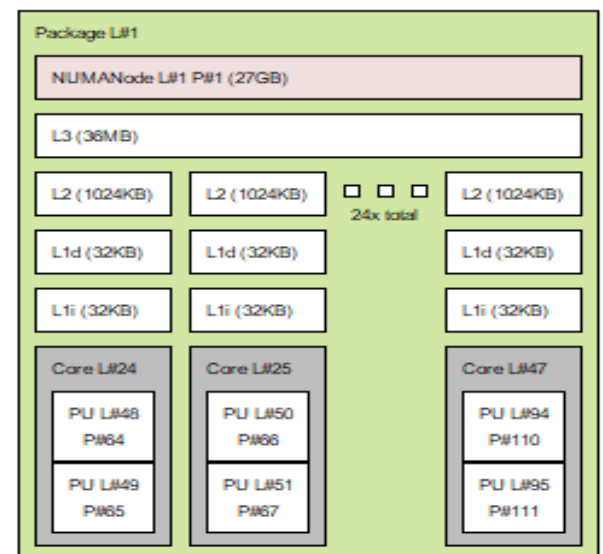 Package L#1
NUMANode L#1 P#1 (27GB)
L3 (36MB)
L2 (1024KB) L2 (1024KB) L2 (1024KB)
24x total
L1d (32KB) L1d (32KB) L1d (32KB)
L1i (32KB) L1i (32KB) L1i (32KB)
Core L#24 Core L#25 Core L#47
PU L#48 PU L#50 PU L#94
P#64 P#66 P#110
PU L#49 PU L#51 PU L#95
P#65 P#67 P#111